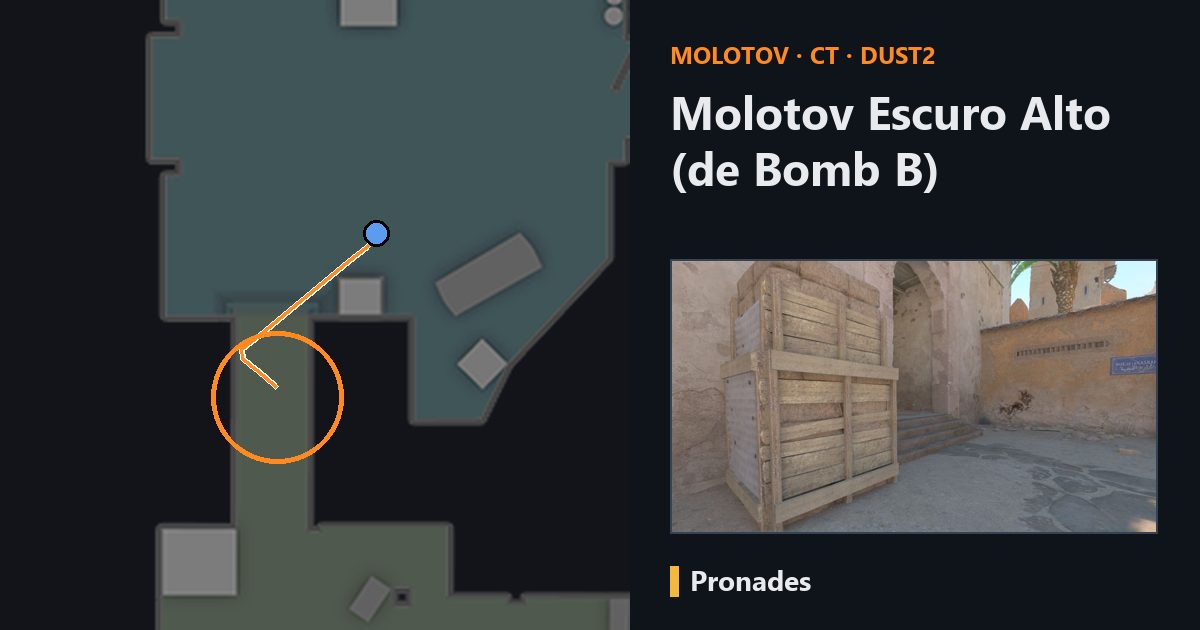 MOLOTOV · CT · DUST2
Molotov Escuro Alto
(de Bomb B)
Pronades